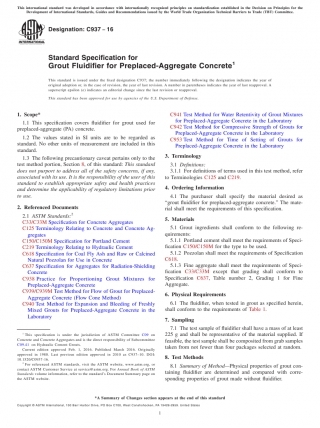 This international standard was developed in accordance with internationally recognized principles on standardization established in the Decision on Principles for the
Development of International Standards, Guides and Recommendations issued by the World Trade Organization Technical Barriers to Trade (TBT) Committee.
Designation: C937 – 16
INTERNATIONAL
Standard Specification for
Grout Fluidifier for Preplaced-Aggregate Concrete¹
This standard is issued under the fixed designation C937; the number immediately following the designation indicates the year of
original adoption or, in the case of revision, the year of last revision. A number in parentheses indicates the year of last reapproval. A
superscript epsilon (ε) indicates an editorial change since the last revision or reapproval.
This standard has been approved for use by agencies of the U.S. Department of Defense.
1. Scope*
1.1 This specification covers fluidifier for grout used for
preplaced-aggregate (PA) concrete.
1.2 The values stated in SI units are to be regarded as
standard. No other units of measurement are included in this
standard.
1.3 The following precautionary caveat pertains only to the
test method portion, Section 8, of this standard: This standard
does not purport to address all of the safety concerns, if any,
associated with its use. It is the responsibility of the user of this
standard to establish appropriate safety and health practices
and determine the applicability of regulatory limitations prior
to use.
2. Referenced Documents
2.1 ASTM Standards:²
C33/C33M Specification for Concrete Aggregates
C125 Terminology Relating to Concrete and Concrete Ag-
gregates
C150/C150M Specification for Portland Cement
C219 Terminology Relating to Hydraulic Cement
C618 Specification for Coal Fly Ash and Raw or Calcined
Natural Pozzolan for Use in Concrete
C637 Specification for Aggregates for Radiation-Shielding
Concrete
C938 Practice for Proportioning Grout Mixtures for
Preplaced-Aggregate Concrete
C939/C939M Test Method for Flow of Grout for Preplaced-
Aggregate Concrete (Flow Cone Method)
C940 Test Method for Expansion and Bleeding of Freshly
Mixed Grouts for Preplaced-Aggregate Concrete in the
Laboratory
¹ This specification is under the jurisdiction of ASTM Committee C09 on
Concrete and Concrete Aggregates and is the direct responsibility of Subcommittee
on Hydraulic Cement Grouts.
Current edition approved Feb. 1, 2016. Published March 2016. Originally
approved in 1980. Last previous edition approved in 2010 as
² For referenced ASTM standards, visit the ASTM website, www.astm.org, or
contact ASTM Customer Service at service@astm.org. For Annual Book of ASTM
Standards volume information, refer to the standard's Document Summary page on
the ASTM website.
C941 Test Method for Water Retentivity of Grout Mixtures
for Preplaced-Aggregate Concrete in the Laboratory
C942 Test Method for Compressive Strength of Grouts for
Preplaced-Aggregate Concrete in the Laboratory
C953 Test Method for Time of Setting of Grouts for
Preplaced-Aggregate Concrete in the Laboratory
3. Terminology
3.1 Definitions:
3.1.1 For definitions of terms used in this test method, refer
to Terminologies C125 and C219.
4. Ordering Information
4.1 The purchaser shall specify the material desired as
"grout fluidifier for preplaced-aggregate concrete." The mate-
rial shall meet the requirements of this specification.
5. Materials
5.1 Grout ingredients shall conform to the following re-
quirements:
5.1.1 Portland cement shall meet the requirements of Speci-
fication C150/C150M for the type to be used.
5.1.2 Pozzolan shall meet the requirements of Specification
C618.
5.1.3 Fine aggregate shall meet the requirements of Speci-
fication C33/C33M except that grading shall conform to
Specification C637, Table number 2, Grading 1 for Fine
Aggregate.
6. Physical Requirements
6.1 The fluidifier, when tested in grout as specified herein,
shall conform to the requirements of Table 1.
7. Sampling
7.1 The test sample of fluidifier shall have a mass of at least
225 g and shall be representative of the material supplied. If
feasible, the test sample shall be composited from grab samples
taken from not fewer than four packages selected at random.
8. Test Methods
8.1 Summary of Method—Physical properties of grout con-
taining fluidifier are determined and compared with corre-
sponding properties of grout made without fluidifier.
*A Summary of Changes section appears at the end of this standard
Copyright © ASTM International, 100 Barr Harbor Drive, PO Box C700, West Conshohocken, PA 19428-2959. United States
1